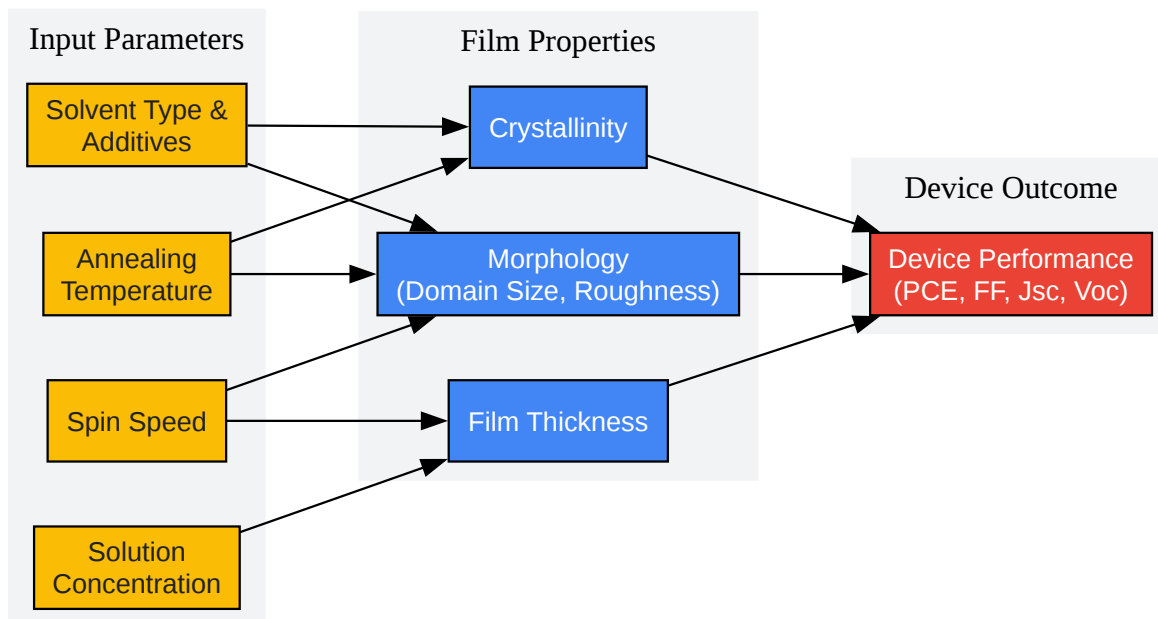 Input Parameters
Solvent Type &
Additives
Annealing
Temperature
Spin Speed
Solution
Concentration
Film Properties
Crystallinity
Morphology
(Domain Size, Roughness)
Film Thickness
Device Outcome
Device Performance
(PCE, FF, Jsc, Voc)